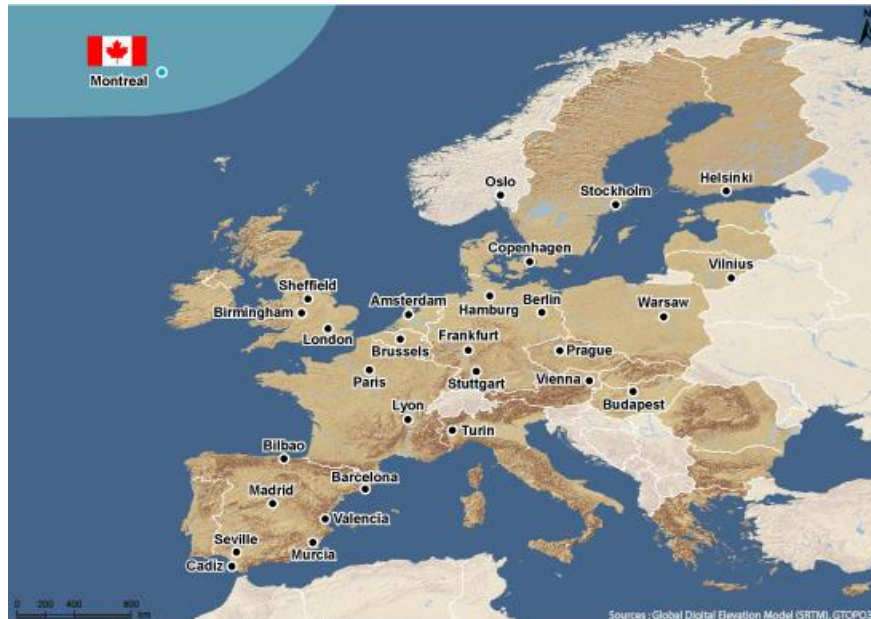 N
Montreal
Oslo
Stockholm
Helsinki
Copenhagen
Vilnius
Sheffield
Amsterdam
Hamburg
Berlin
Warsaw
Birmingham
London
Brussels
Frankfurt
Prague
Paris
Stuttgart
Vienna
Budapest
Lyon
Turin
Bilbao
Barcelona
Madrid
Valencia
Seville
Murcia
Cadiz
0 200 400 800
km
Sources : Global Digital Elevation Model (SRTM), GTOPO3